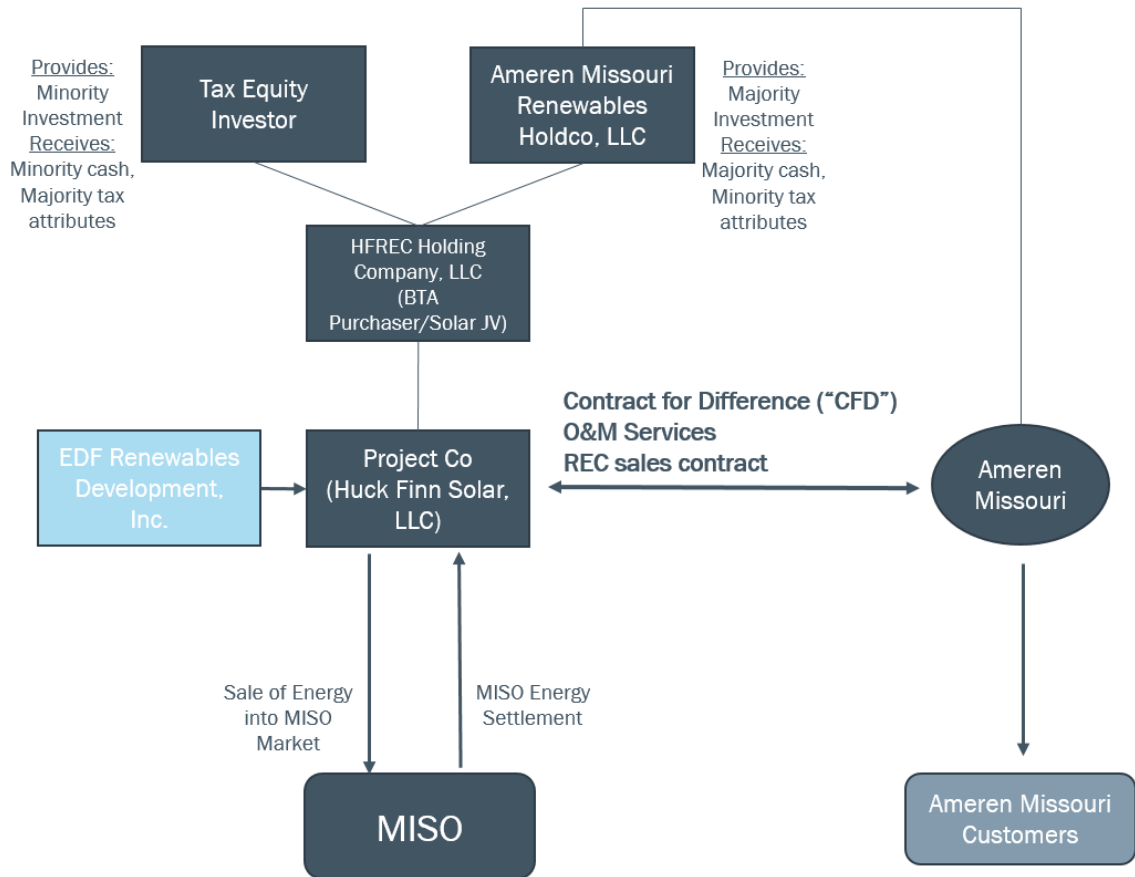 Provides:
Minority
Investment
Receives:
Minority cash,
Majority tax
attributes
Tax Equity
Investor
Ameren Missouri
Renewables
Holdco, LLC
Provides:
Majority
Investment
Receives:
Majority cash,
Minority tax
attributes
HFREC Holding
Company, LLC
(BTA
Purchaser/Solar JV)
EDF Renewables
Development,
Inc.
Project Co
(Huck Finn Solar,
LLC)
Contract for Difference (“CFD”)
O&M Services
REC sales contract
Ameren
Missouri
Sale of Energy
into MISO
Market
MISO Energy
Settlement
MISO
Ameren Missouri
Customers